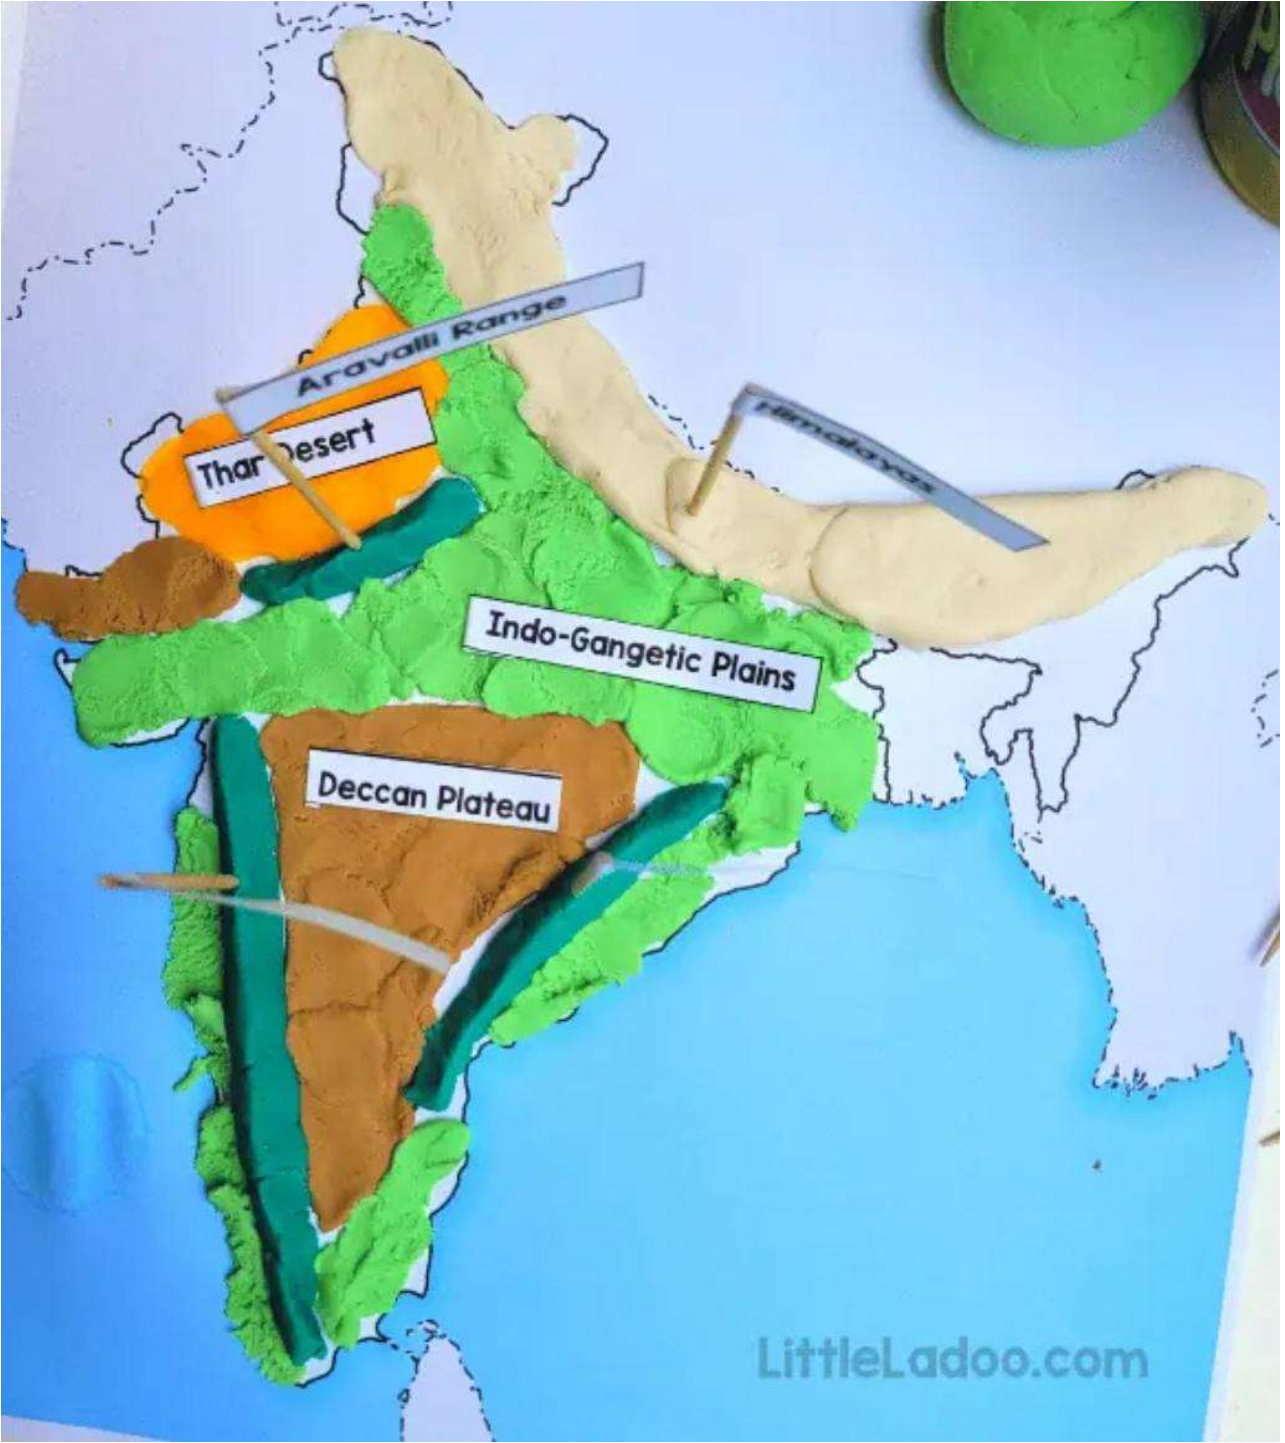 Aravalli Range
Thar Desert
Himalayas
Indo-Gangetic Plains
Deccan Plateau
LittleLadoo.com